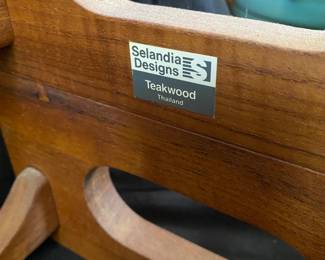 Selandia
Designs
S
Teakwood
Thailand